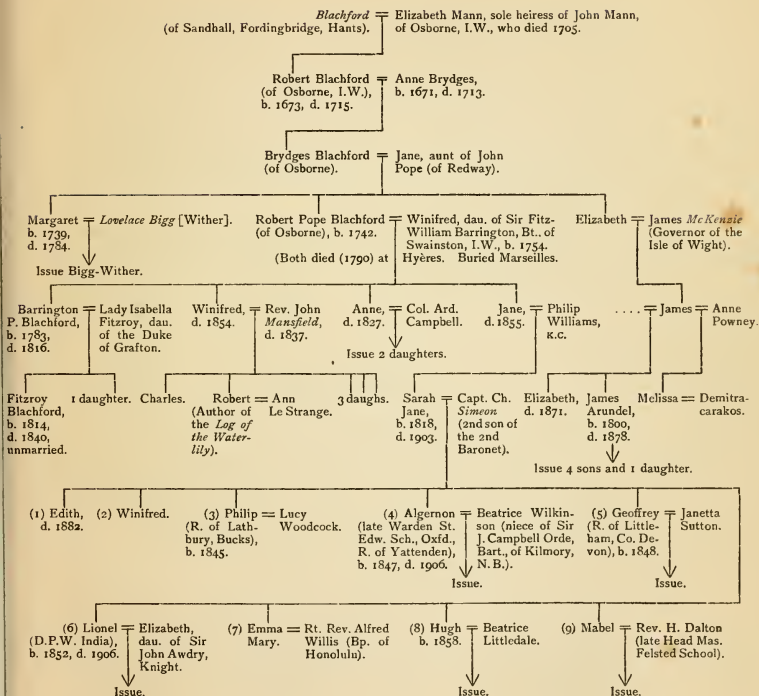 Blachford = Elizabeth Mann, sole heiress of John Mann,
(of Sandhall, Fordingbridge, Hants). of Osborne, I.W., who died 1705.
Robert Blachford = Anne Brydges,
(of Osborne, I.W.), b. 1671, d. 1713.
b. 1673, d. 1715.
Brydges Blachford = Jane, aunt of John
(of Osborne). Pope (of Redway).
Margaret = Lovelace Bigg [Wither].
b. 1739,
d. 1784.
Issue Bigg-Wither.
Robert Pope Blachford =
(of Osborne), b. 1742.
Winifred, dau. of Sir Fitz-
William Barrington, Bt., of
Swainston, I.W., b. 1754.
(Both died (1790) at Hyères. Buried Marseilles.
Elizabeth = James McKenzie
(Governor of the
Isle of Wight).
Barrington =
P. Blachford,
b. 1783,
d. 1816.
Lady Isabella
Fitzroy, dau.
of the Duke
of Grafton.
Winifred, =
d. 1854.
Rev. John
Mansfield,
d. 1837.
Anne, =
d. 1827.
Col. Ard.
Campbell.
Issue 2 daughters.
Jane, =
d. 1855.
Philip
Williams,
K.C.
.... = James = Anne
Powney.
Fitzroy
Blachford,
b. 1814,
d. 1840,
unmarried.
1 daughter.
Charles.
Robert =
(Author of
the Log of
the Water-
lily).
Ann
Le Strange.
3 daughs.
Sarah =
Jane,
b. 1818,
d. 1903.
Capt. Ch.
Simeon
(2nd son of
the 2nd
Baronet).
Elizabeth,
d. 1871.
James
Arundel,
b. 1800,
d. 1878.
Issue 4 sons and 1 daughter.
Melissa = Demitra-
carakos.
(1) Edith,
d. 1882.
(2) Winifred.
(3) Philip =
(R. of Lath-
bury, Bucks),
b. 1845.
Lucy
Woodcock.
(4) Algernon =
(late Warden St.
Edw. Sch., Oxfd.,
R. of Yattenden),
b. 1847, d. 1906.
Beatrice Wilkin-
son (niece of Sir
J. Campbell Orde,
Bart., of Kilmory,
N.B.).
Issue.
(5) Geoffrey =
(R. of Little-
ham, Co. De-
von), b. 1848.
Janetta
Sutton.
Issue.
(6) Lionel =
(D.P.W. India),
b. 1852, d. 1906.
Elizabeth,
dau. of Sir
John Awdry,
Knight.
Issue.
(7) Emma =
Mary.
Rt. Rev. Alfred
Willis (Bp. of
Honolulu).
(8) Hugh =
b. 1858.
Beatrice
Littledale.
Issue.
(9) Mabel =
Rev. H. Dalton
(late Head Mas.
Felsted School).
Issue.